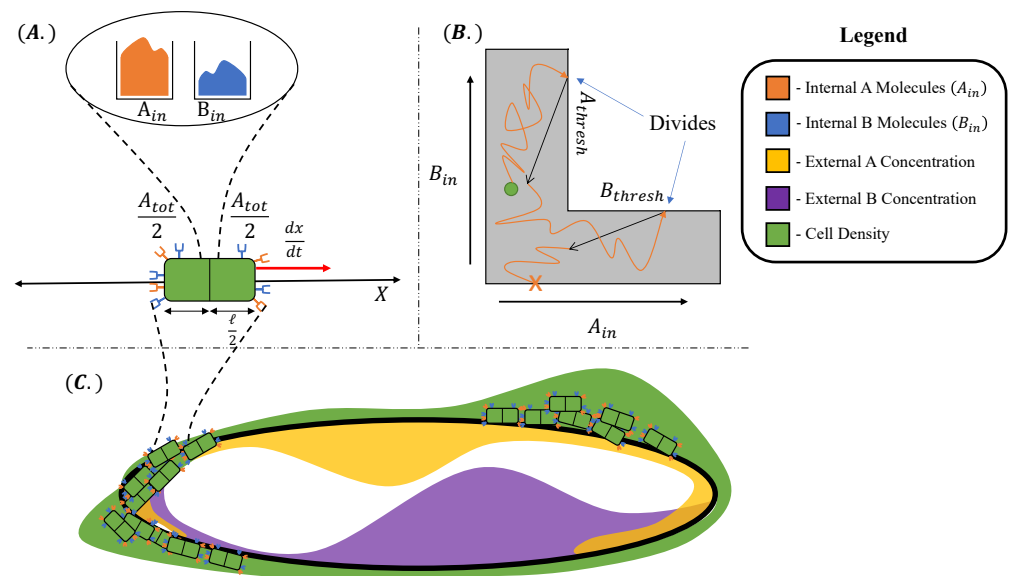 (A.)
A_in
B_in
A_tot
2
A_tot
2
dx
dt
X
ℓ
2
(B.)
B_in
A_thresh
B_thresh
Divides
A_in
Legend
- Internal A Molecules (A_in)
- Internal B Molecules (B_in)
- External A Concentration
- External B Concentration
- Cell Density
(C.)